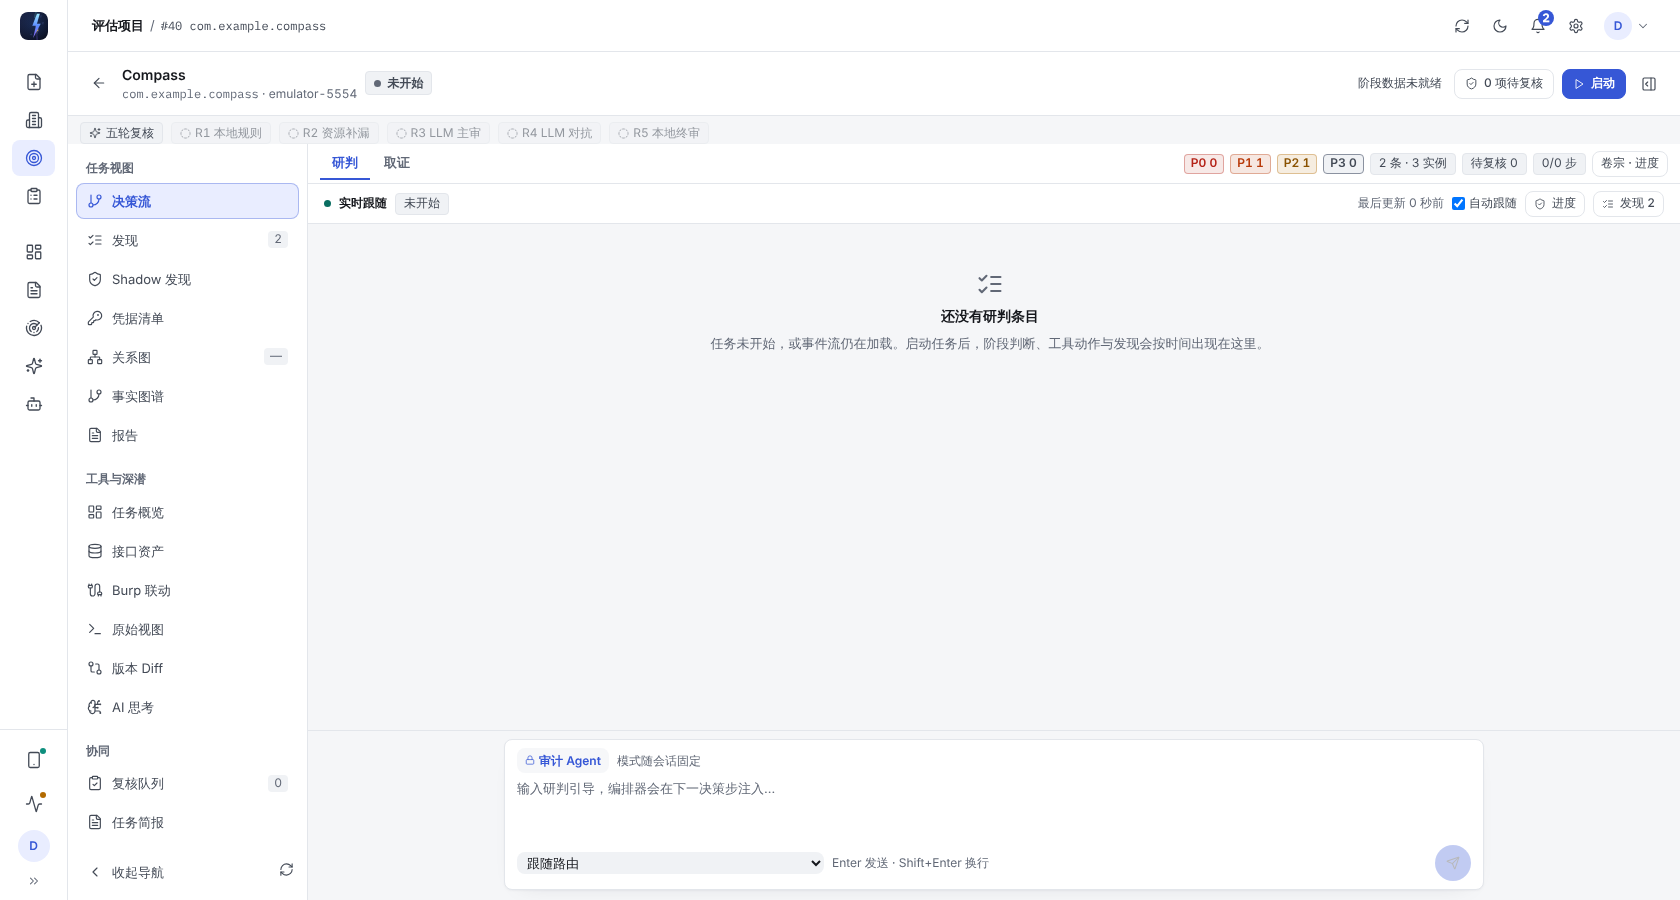 评估项目 / #40 com.example.compass
2
D
Compass
com.example.compass · emulator-5554
未开始
阶段数据未就绪
0 项待复核
启动
五轮复核
R1 本地规则
R2 资源补漏
R3 LLM 主审
R4 LLM 对抗
R5 本地终审
任务视图
决策流
发现 2
Shadow 发现
凭据清单
关系图 —
事实图谱
报告
工具与深潜
任务概览
接口资产
Burp 联动
原始视图
版本 Diff
AI 思考
协同
复核队列 0
任务简报
收起导航
D
研判 取证
P0 0
P1 1
P2 1
P3 0
2 条 · 3 实例
待复核 0
0/0 步
卷宗 · 进度
实时跟随 未开始
最后更新 0 秒前
自动跟随
进度
发现 2
还没有研判条目
任务未开始，或事件流仍在加载。启动任务后，阶段判断、工具动作与发现会按时间出现在这里。
审计 Agent 模式随会话固定
输入研判引导，编排器会在下一决策步注入...
跟随路由
Enter 发送 · Shift+Enter 换行